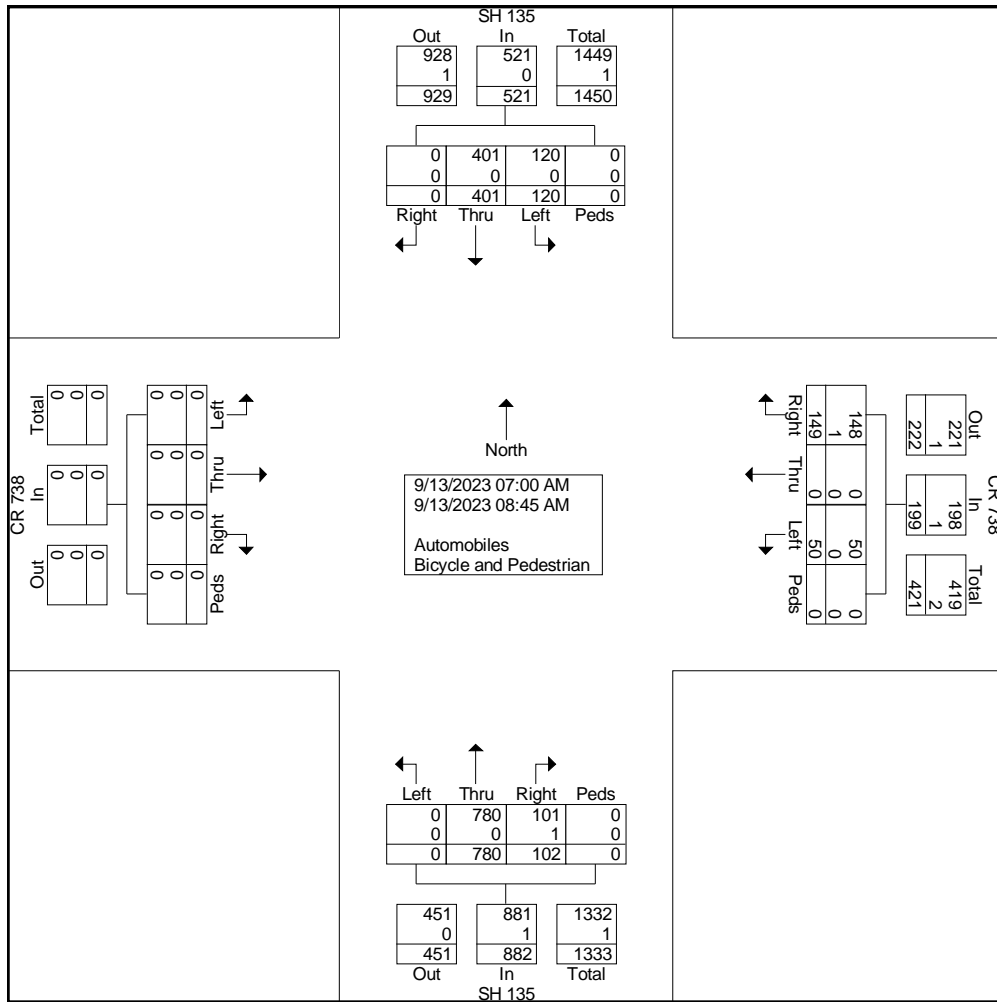 SH 135
Out In Total
928 521 1449
1 0 1
929 521 1450
0 401 120 0
0 0 0 0
0 401 120 0
Right Thru Left Peds
CR 738
Total In Out
0 0 0
0 0 0
0 0 0
Left Thru Right Peds
0 0 0 0
0 0 0 0
0 0 0 0
North
9/13/2023 07:00 AM
9/13/2023 08:45 AM
Automobiles
Bicycle and Pedestrian
CR 738
Out In Total
221 198 419
1 1 2
222 199 421
148 0 50 0
1 0 0 0
149 0 50 0
Right Thru Left Peds
Left Thru Right Peds
0 780 101 0
0 0 1 0
0 780 102 0
451 881 1332
0 1 1
451 882 1333
Out In Total
SH 135